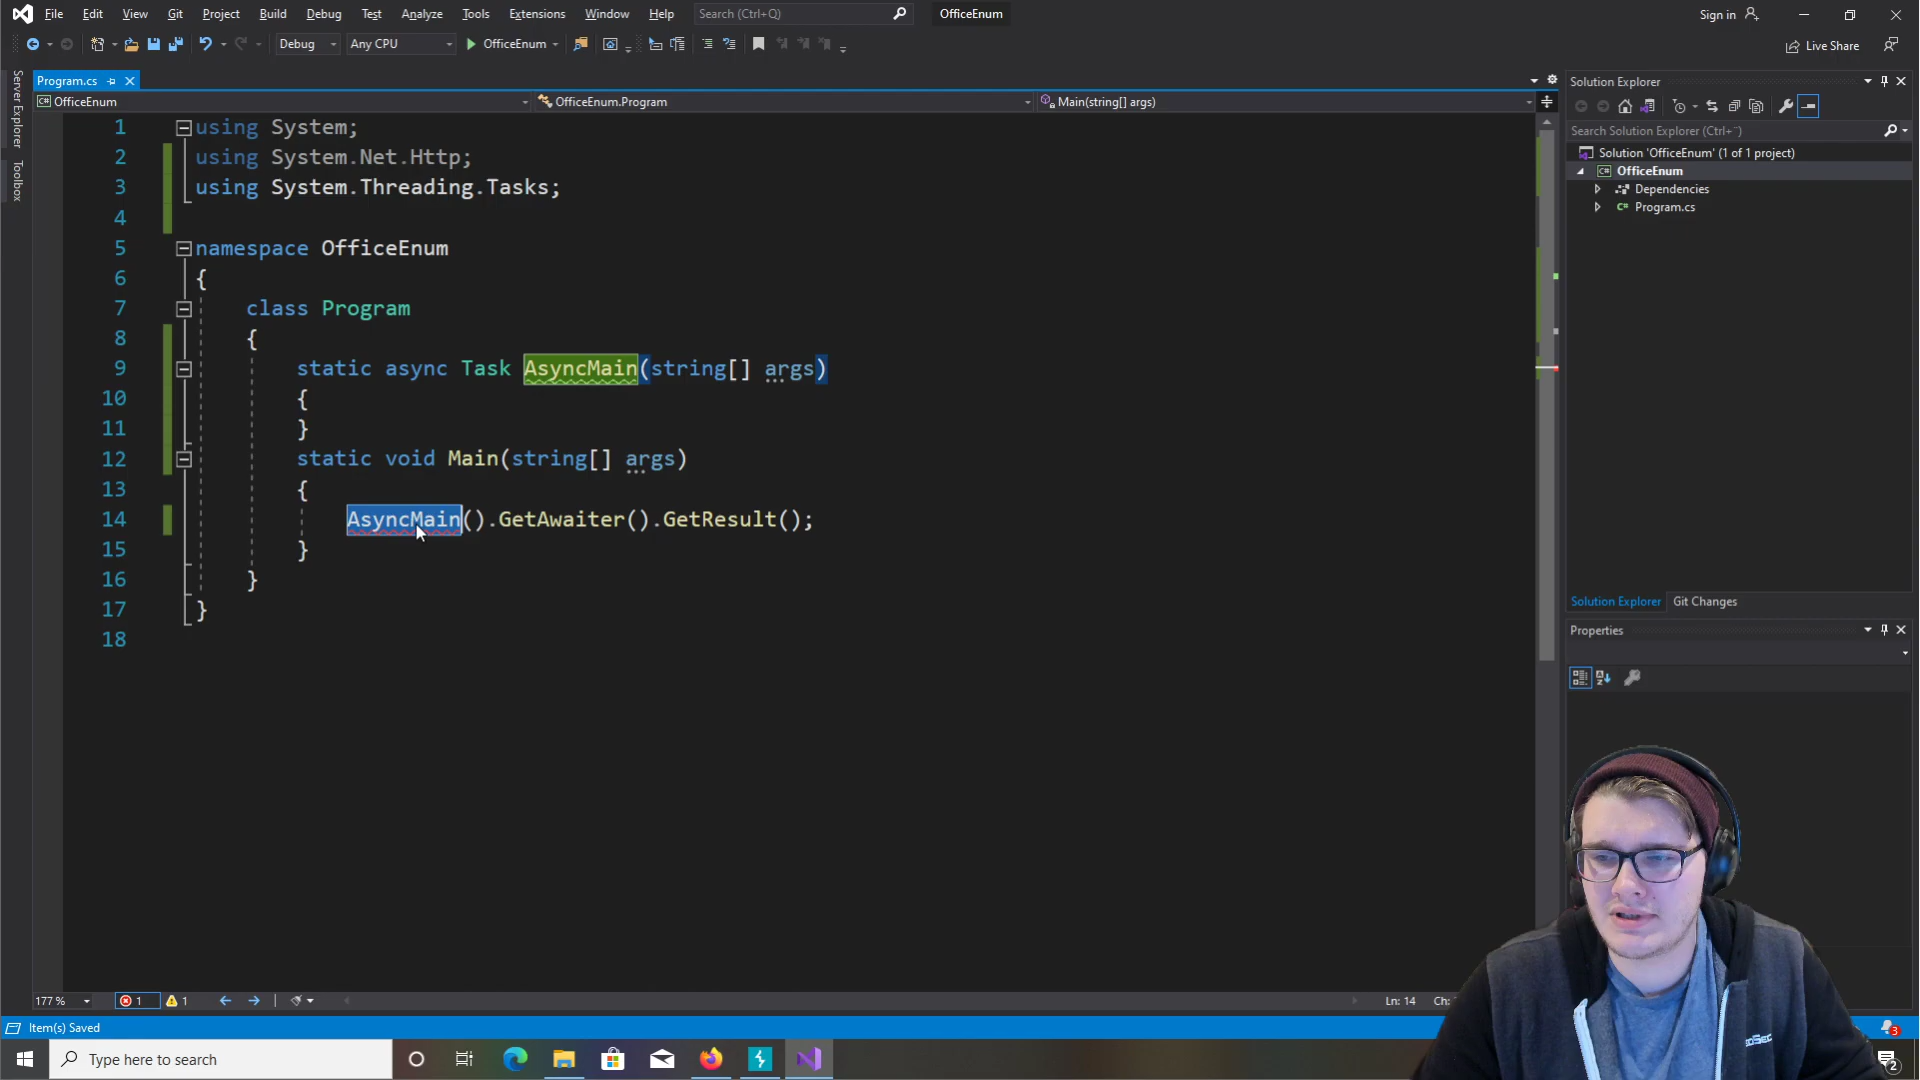 File Edit View Git Project Build Debug Test Analyze Tools Extensions Window Help Search (Ctrl+Q) OfficeEnum Sign in
Debug Any CPU OfficeEnum Live Share
Server Explorer
Toolbox
Program.cs
OfficeEnum OfficeEnum.Program Main(string[] args)
1 using System;
2 using System.Net.Http;
3 using System.Threading.Tasks;
4
5 namespace OfficeEnum
6 {
7 class Program
8 {
9 static async Task AsyncMain(string[] args)
10 {
11 }
12 static void Main(string[] args)
13 {
14 AsyncMain().GetAwaiter().GetResult();
15 }
16 }
17 }
18
177 % 1 1 Ln: 14 Ch:
Item(s) Saved
Solution Explorer
Search Solution Explorer (Ctrl+¨)
Solution 'OfficeEnum' (1 of 1 project)
OfficeEnum
Dependencies
C# Program.cs
Solution Explorer Git Changes
Properties
3
Type here to search
2